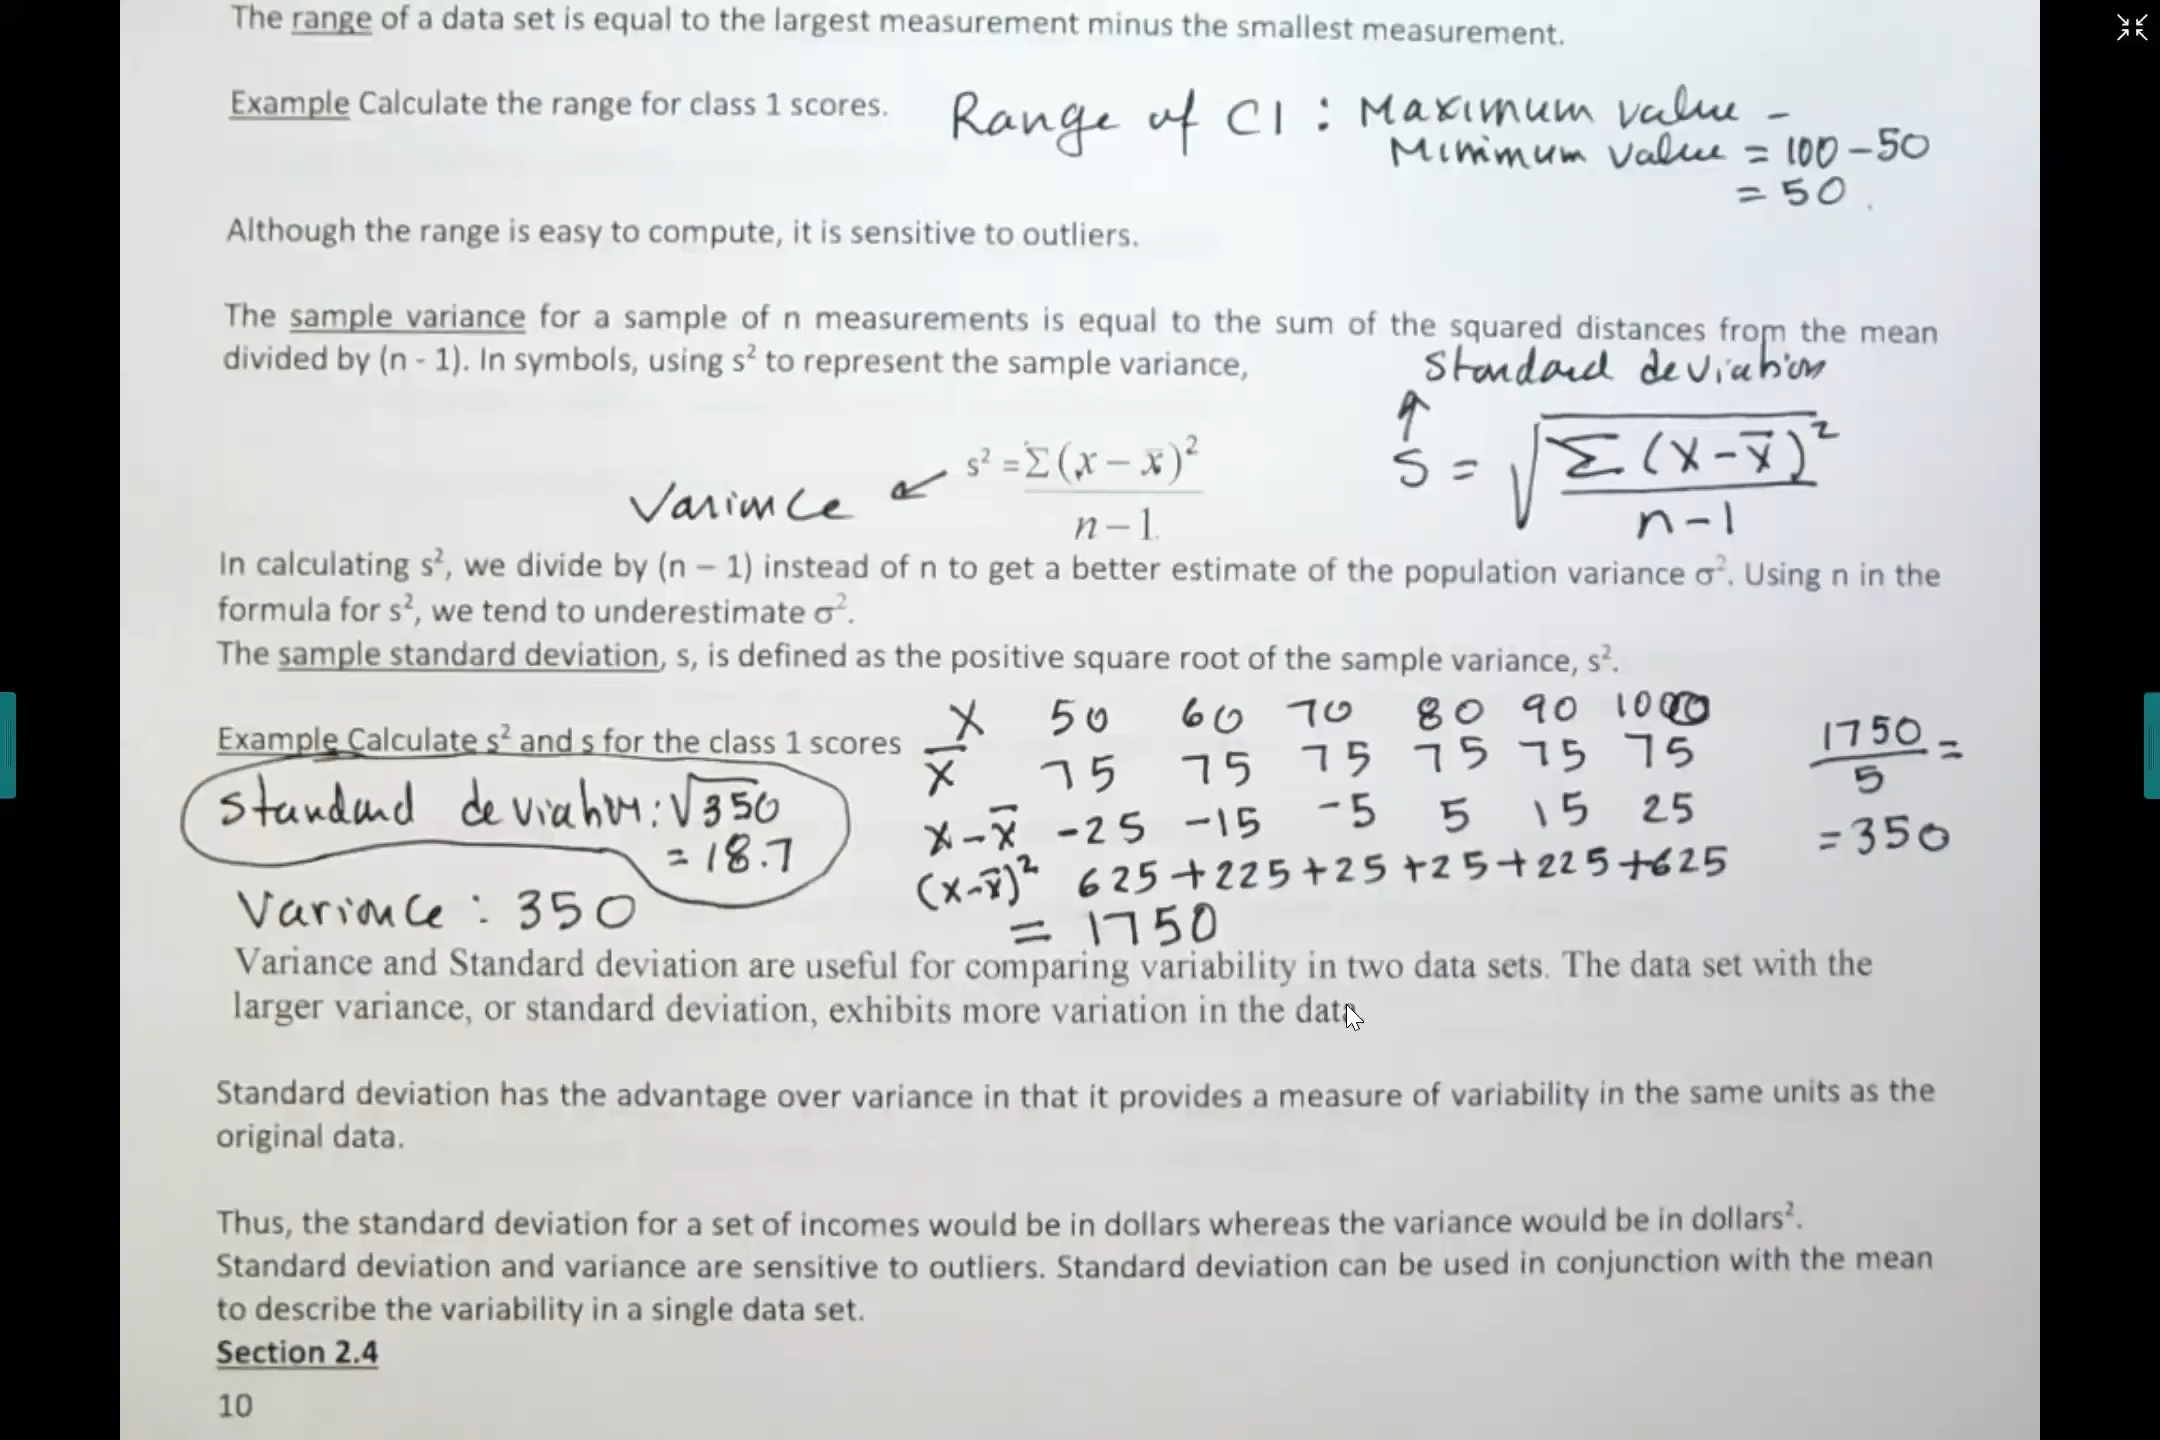 The range of a data set is equal to the largest measurement minus the smallest measurement.
Example Calculate the range for class 1 scores.
Range of C1 : Maximum value -
Minimum value = 100 - 50
= 50.
Although the range is easy to compute, it is sensitive to outliers.
The sample variance for a sample of n measurements is equal to the sum of the squared distances from the mean
divided by (n - 1). In symbols, using s² to represent the sample variance,
Standard deviation
↑
Variance ← s² = Σ(x − x̄)²
n − 1
S = √Σ(x - x̄)²
n - 1
In calculating s², we divide by (n – 1) instead of n to get a better estimate of the population variance σ². Using n in the
formula for s², we tend to underestimate σ².
The sample standard deviation, s, is defined as the positive square root of the sample variance, s².
Example Calculate s² and s for the class 1 scores
X 50 60 70 80 90 100
x̄ 75 75 75 75 75 75
x-x̄ -25 -15 -5 5 15 25
(x-x̄)² 625+225+25+25+225+625
= 1750
1750 =
5
= 350
Standard deviation: √350
= 18.7
Variance : 350
Variance and Standard deviation are useful for comparing variability in two data sets. The data set with the
larger variance, or standard deviation, exhibits more variation in the data
Standard deviation has the advantage over variance in that it provides a measure of variability in the same units as the
original data.
Thus, the standard deviation for a set of incomes would be in dollars whereas the variance would be in dollars².
Standard deviation and variance are sensitive to outliers. Standard deviation can be used in conjunction with the mean
to describe the variability in a single data set.
Section 2.4
10